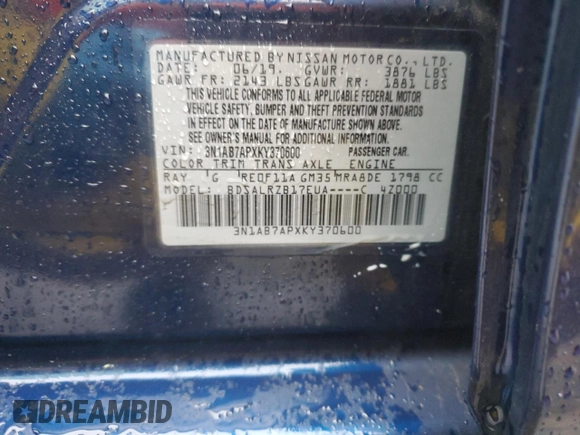 MANUFACTURED BY NISSAN MOTOR CO., LTD.
DATE: 06/19 GVWR: 3876 LBS
GAWR FR: 2143 LBS GAWR RR: 1881 LBS
THIS VEHICLE CONFORMS TO ALL APPLICABLE FEDERAL MOTOR
VEHICLE SAFETY, BUMPER AND THEFT PREVENTION STANDARDS
IN EFFECT ON THE DATE OF MANUFACTURE SHOWN ABOVE.
SEE OWNER'S MANUAL FOR ADDITIONAL INFORMATION
VIN: 3N1AB7APXKY370600 PASSENGER CAR.
COLOR TRIM TRANS AXLE ENGINE
RAY G RE0F11A GM35 MRA8DE 1798 CC
MODEL: BDSALRZB17EUA----C 47000
3N1AB7APXKY370600
DREAMBID